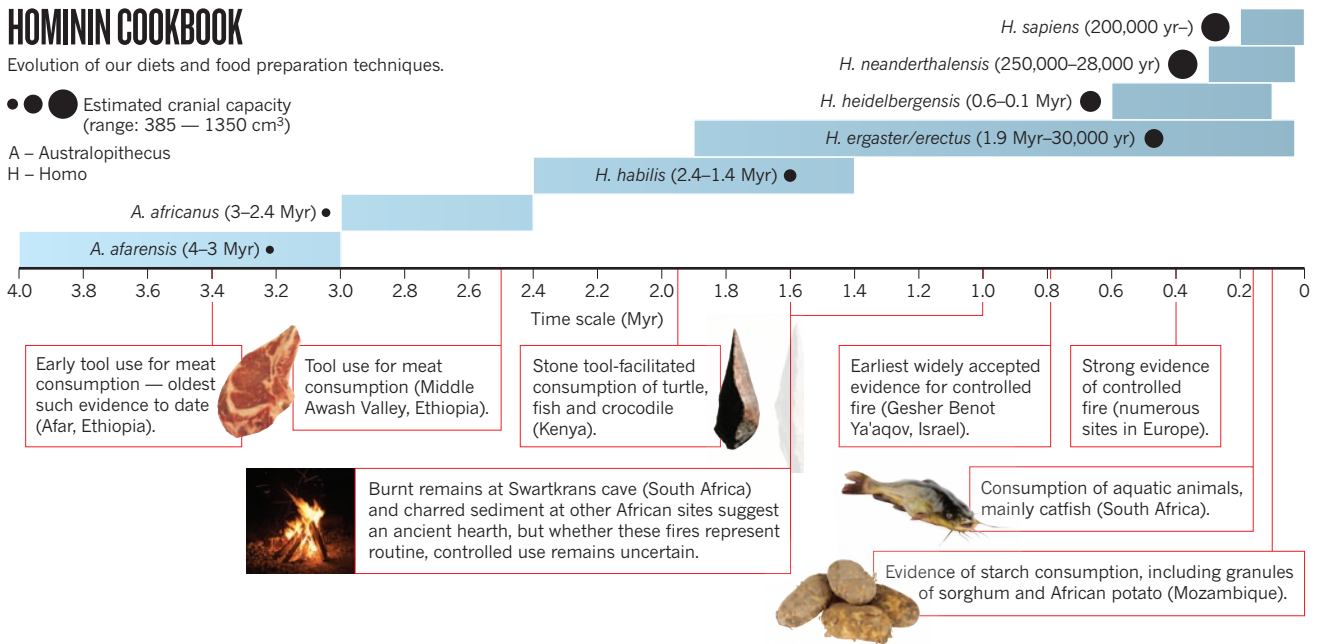 HOMININ COOKBOOK
Evolution of our diets and food preparation techniques.
Estimated cranial capacity
(range: 385 — 1350 cm³)
A – Australopithecus
H – Homo
H. sapiens (200,000 yr–)
H. neanderthalensis (250,000–28,000 yr)
H. heidelbergensis (0.6–0.1 Myr)
H. ergaster/erectus (1.9 Myr–30,000 yr)
H. habilis (2.4–1.4 Myr)
A. africanus (3–2.4 Myr)
A. afarensis (4–3 Myr)
4.0 3.8 3.6 3.4 3.2 3.0 2.8 2.6 2.4 2.2 2.0 1.8 1.6 1.4 1.2 1.0 0.8 0.6 0.4 0.2 0
Time scale (Myr)
Early tool use for meat
consumption — oldest
such evidence to date
(Afar, Ethiopia).
Tool use for meat
consumption (Middle
Awash Valley, Ethiopia).
Stone tool-facilitated
consumption of turtle,
fish and crocodile
(Kenya).
Earliest widely accepted
evidence for controlled
fire (Gesher Benot
Ya'aqov, Israel).
Strong evidence
of controlled
fire (numerous
sites in Europe).
Burnt remains at Swartkrans cave (South Africa)
and charred sediment at other African sites suggest
an ancient hearth, but whether these fires represent
routine, controlled use remains uncertain.
Consumption of aquatic animals,
mainly catfish (South Africa).
Evidence of starch consumption, including granules
of sorghum and African potato (Mozambique).